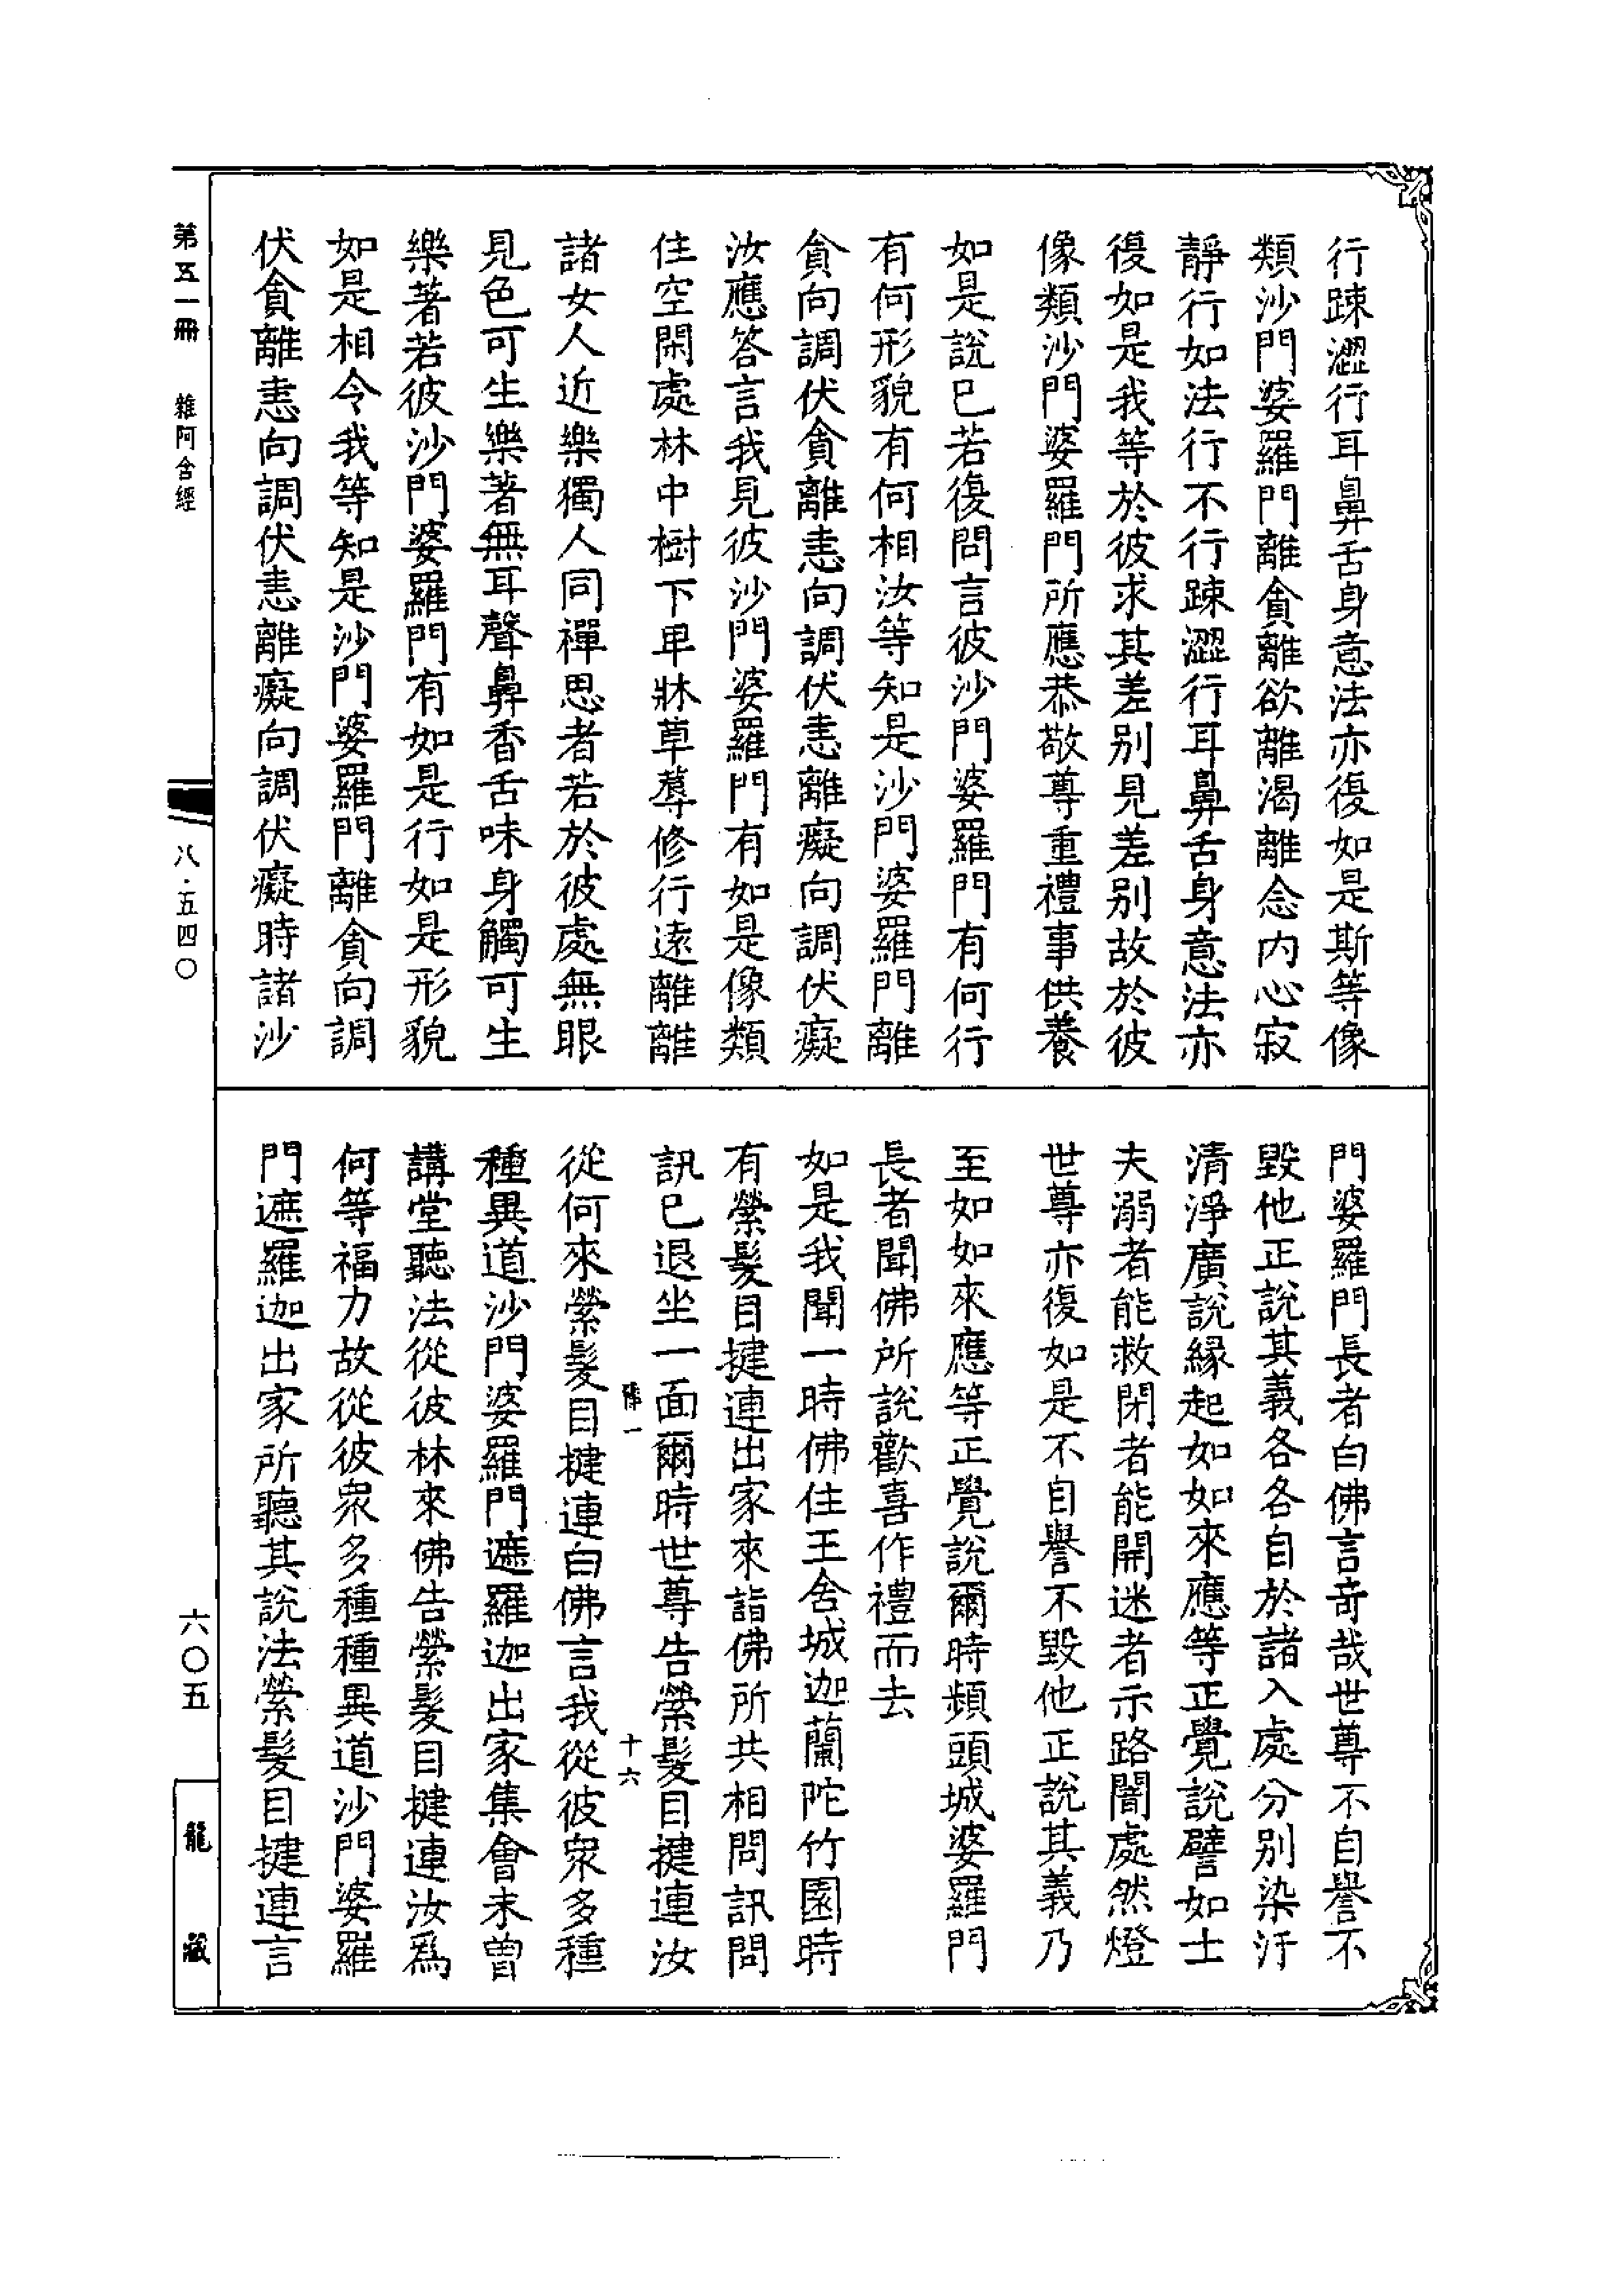 行踈澀行耳鼻舌身意法亦復如是斯等像
類沙門婆羅門離貪離欲離渴離念内心寂
靜行如法行不行踈澀行耳鼻舌身意法亦
復如是我等於彼求其差别見差别故於彼
像類沙門婆羅門所應恭敬尊重禮事供養
如是說已若復問言彼沙門婆羅門有何行
有何形貌有何相汝等知是沙門婆羅門離
貪向調伏貪離恚向調伏恚離癡向調伏癡
汝應答言我見彼沙門婆羅門有如是像類
住空閑處林中樹下卑牀草蓐修行遠離離
諸女人近樂獨人同禪思者若於彼處無眼
見色可生樂著無耳聲鼻香舌味身觸可生
樂著若彼沙門婆羅門有如是行如是形貌
如是相令我等知是沙門婆羅門離貪向調
伏貪離恚向調伏恚離癡向調伏癡時諸沙
門婆羅門長者白佛言奇哉世尊不自譽不
毀他正說其義各各自於諸入處分别染汙
清淨廣說緣起如如來應等正覺說譬如士
夫溺者能救閉者能開迷者示路闇處然燈
世尊亦復如是不自譽不毀他正說其義乃
至如如來應等正覺說爾時頻頭城婆羅門
長者聞佛所說歡喜作禮而去
如是我聞一時佛住王舍城迦蘭陀竹園時
有縈髮目揵連出家來詣佛所共相問訊問
訊已退坐一面爾時世尊告縈髮目揵連汝
十六
從何來縈髮目揵連白佛言我從彼衆多種
種異道沙門婆羅門遮羅迦出家集會未曾
講堂聽法從彼林來佛告縈髮目揵連汝爲
何等福力故從彼衆多種種異道沙門婆羅
門遮羅迦出家所聽其說法縈髮目揵連言
第五一冊 雜阿含經
八·五四〇
六〇五
龍藏